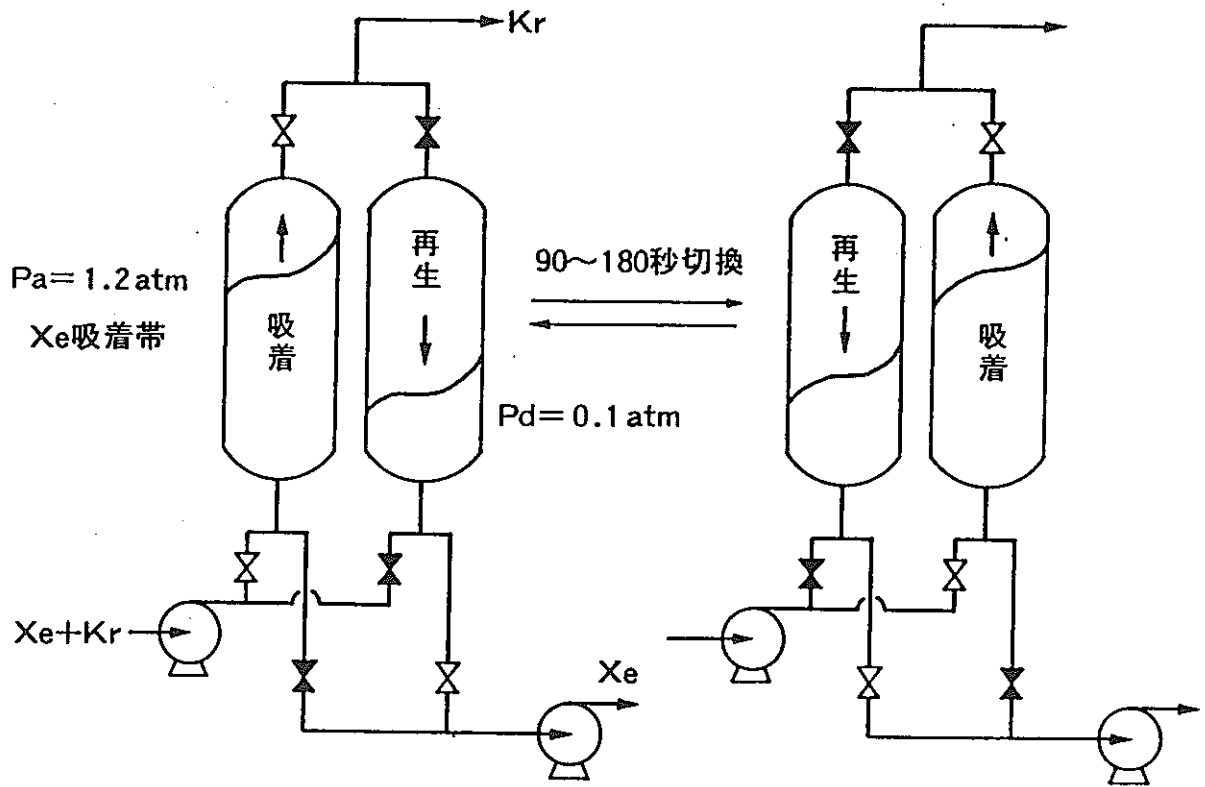 Kr
Pa=1.2atm
Xe吸着帯
吸着
再生
90〜180秒切換
Pd=0.1atm
再生
吸着
Xe+Kr
Xe